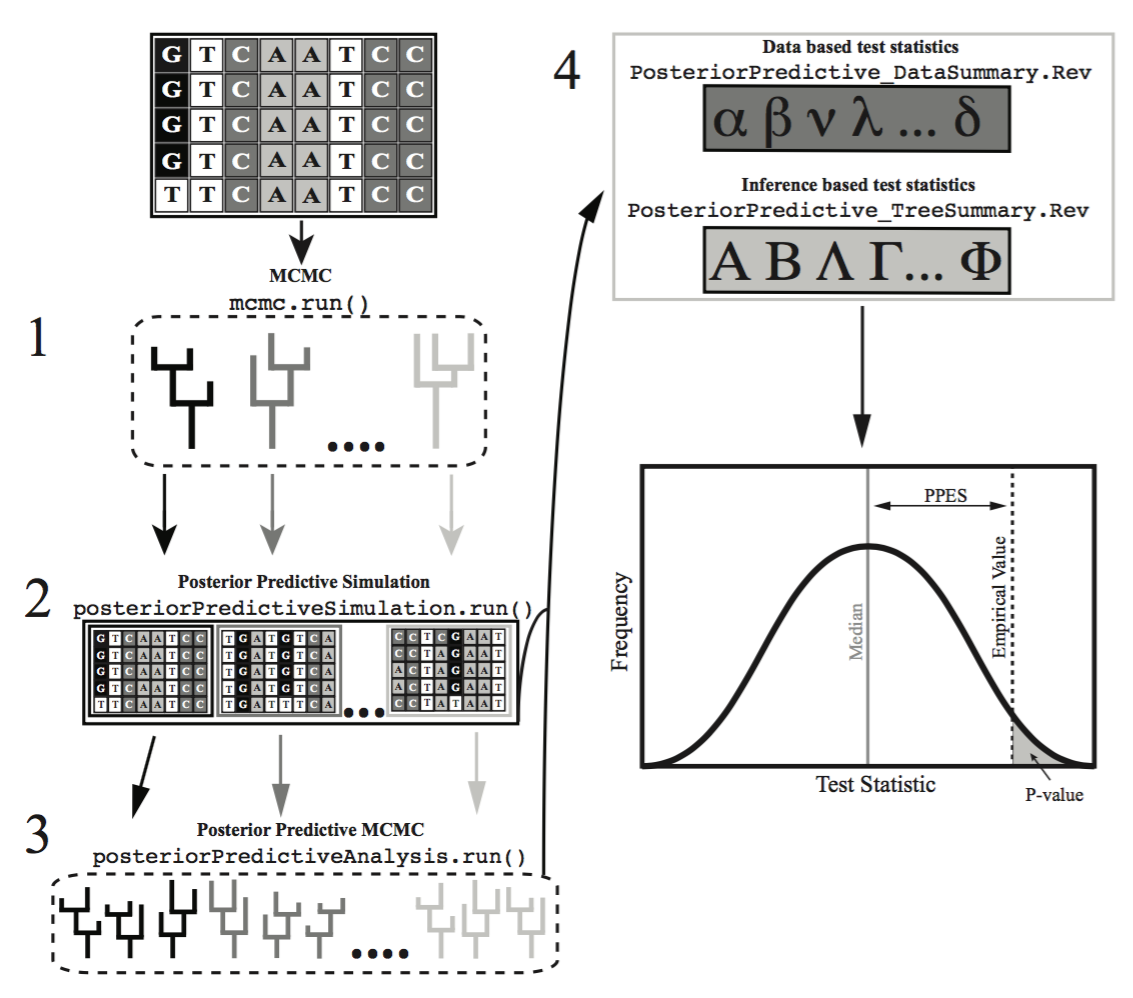 G T C A A T C C
G T C A A T C C
G T C A A T C C
G T C A A T C C
T T C A A T C C
MCMC
mcmc.run()
1
2
Posterior Predictive Simulation
posteriorPredictiveSimulation.run()
G T C A A T C C
G T C A A T C C
G T C A A T C C
G T C A A T C C
T T C A A T C C
T G A T G T C A
T G A T G T C A
T G A T G T C A
T G A T G T C A
T G A T T T C A
C C T C G A A T
C C T A G A A T
A C T A G A A T
A C T A G A A T
C C T A T A A T
...
3
Posterior Predictive MCMC
posteriorPredictiveAnalysis.run()
....
4
Data based test statistics
PosteriorPredictive_DataSummary.Rev
α β ν λ ... δ
Inference based test statistics
PosteriorPredictive_TreeSummary.Rev
Α Β Λ Γ... Φ
PPES
Median
Empirical Value
Frequency
Test Statistic
P-value